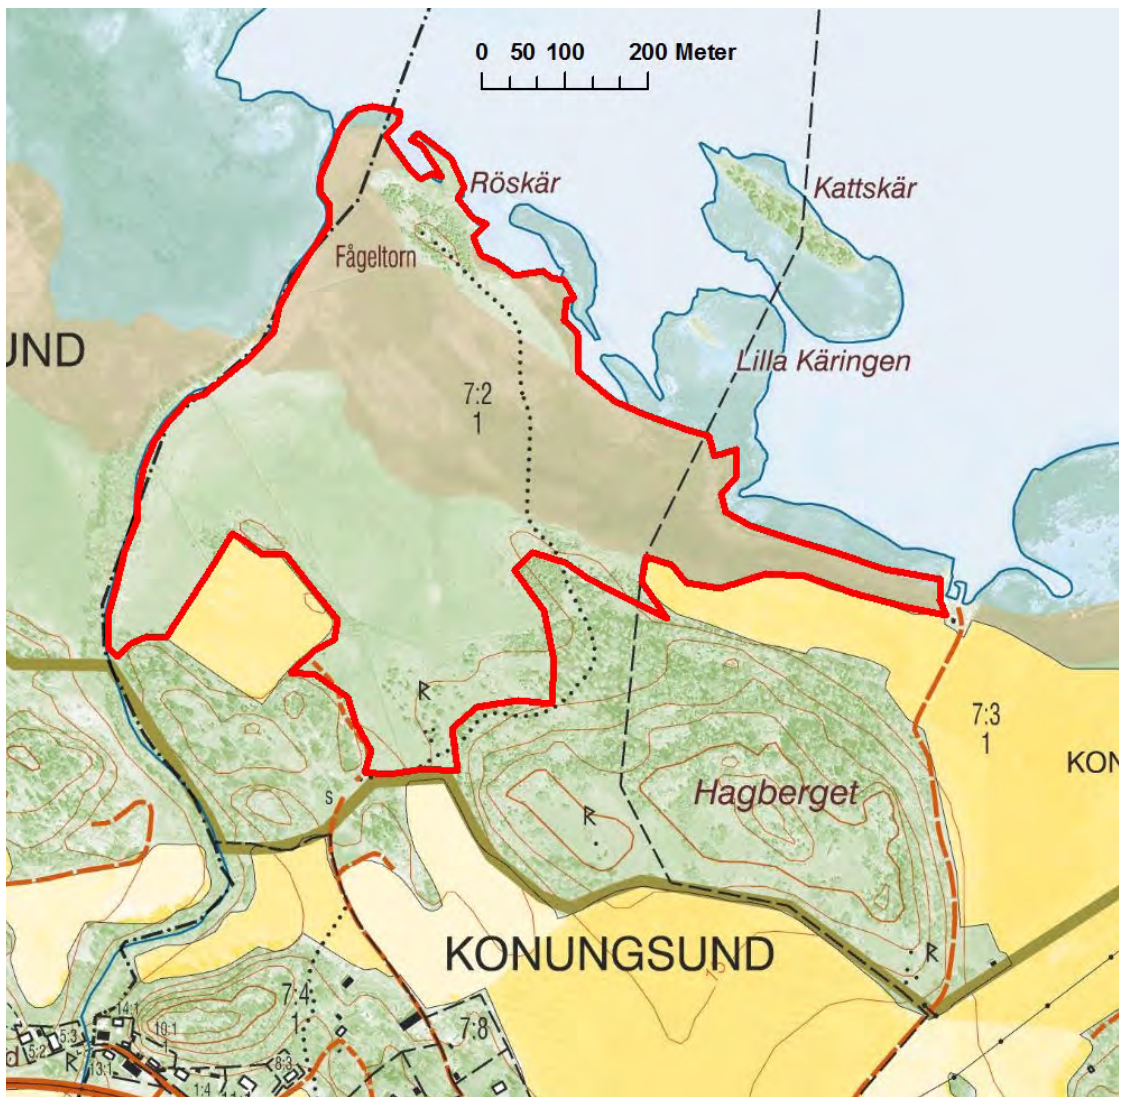 0 50 100 200 Meter
Röskär
Kattskär
Fågeltorn
UND
Lilla Käringen
7:2
1
R
7:3
1
KON
Hagberget
S
R
KONUNGSUND
R
7:4
1
7:8
14:1
10:1
1
5:3
5:2
d
R
13:1
8:3
1:4